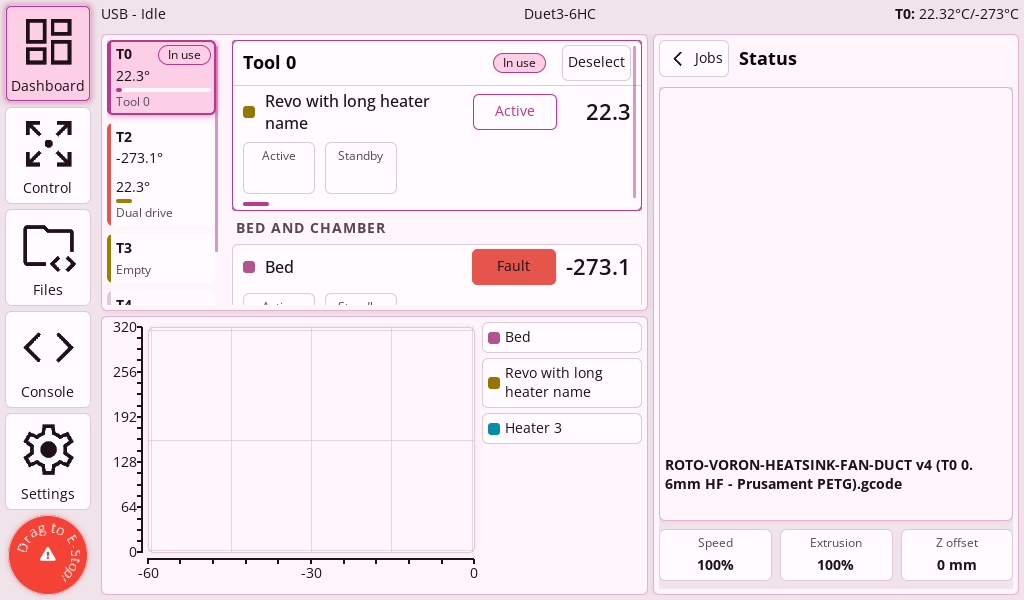 USB - Idle
Duet3-6HC
T0: 22.32°C/-273°C
Dashboard
Control
Files
Console
Settings
Drag to E-Stop!
T0
In use
22.3°
Tool 0
T2
-273.1°
22.3°
Dual drive
T3
Empty
T4
Tool 0
In use
Deselect
Revo with long heater
name
Active
22.3
Active
Standby
BED AND CHAMBER
Bed
Fault
-273.1
Active
Standby
320
256
192
128
64
0
-60
-30
0
Bed
Revo with long
heater name
Heater 3
Jobs
Status
ROTO-VORON-HEATSINK-FAN-DUCT v4 (T0 0.
6mm HF - Prusament PETG).gcode
Speed
100%
Extrusion
100%
Z offset
0 mm